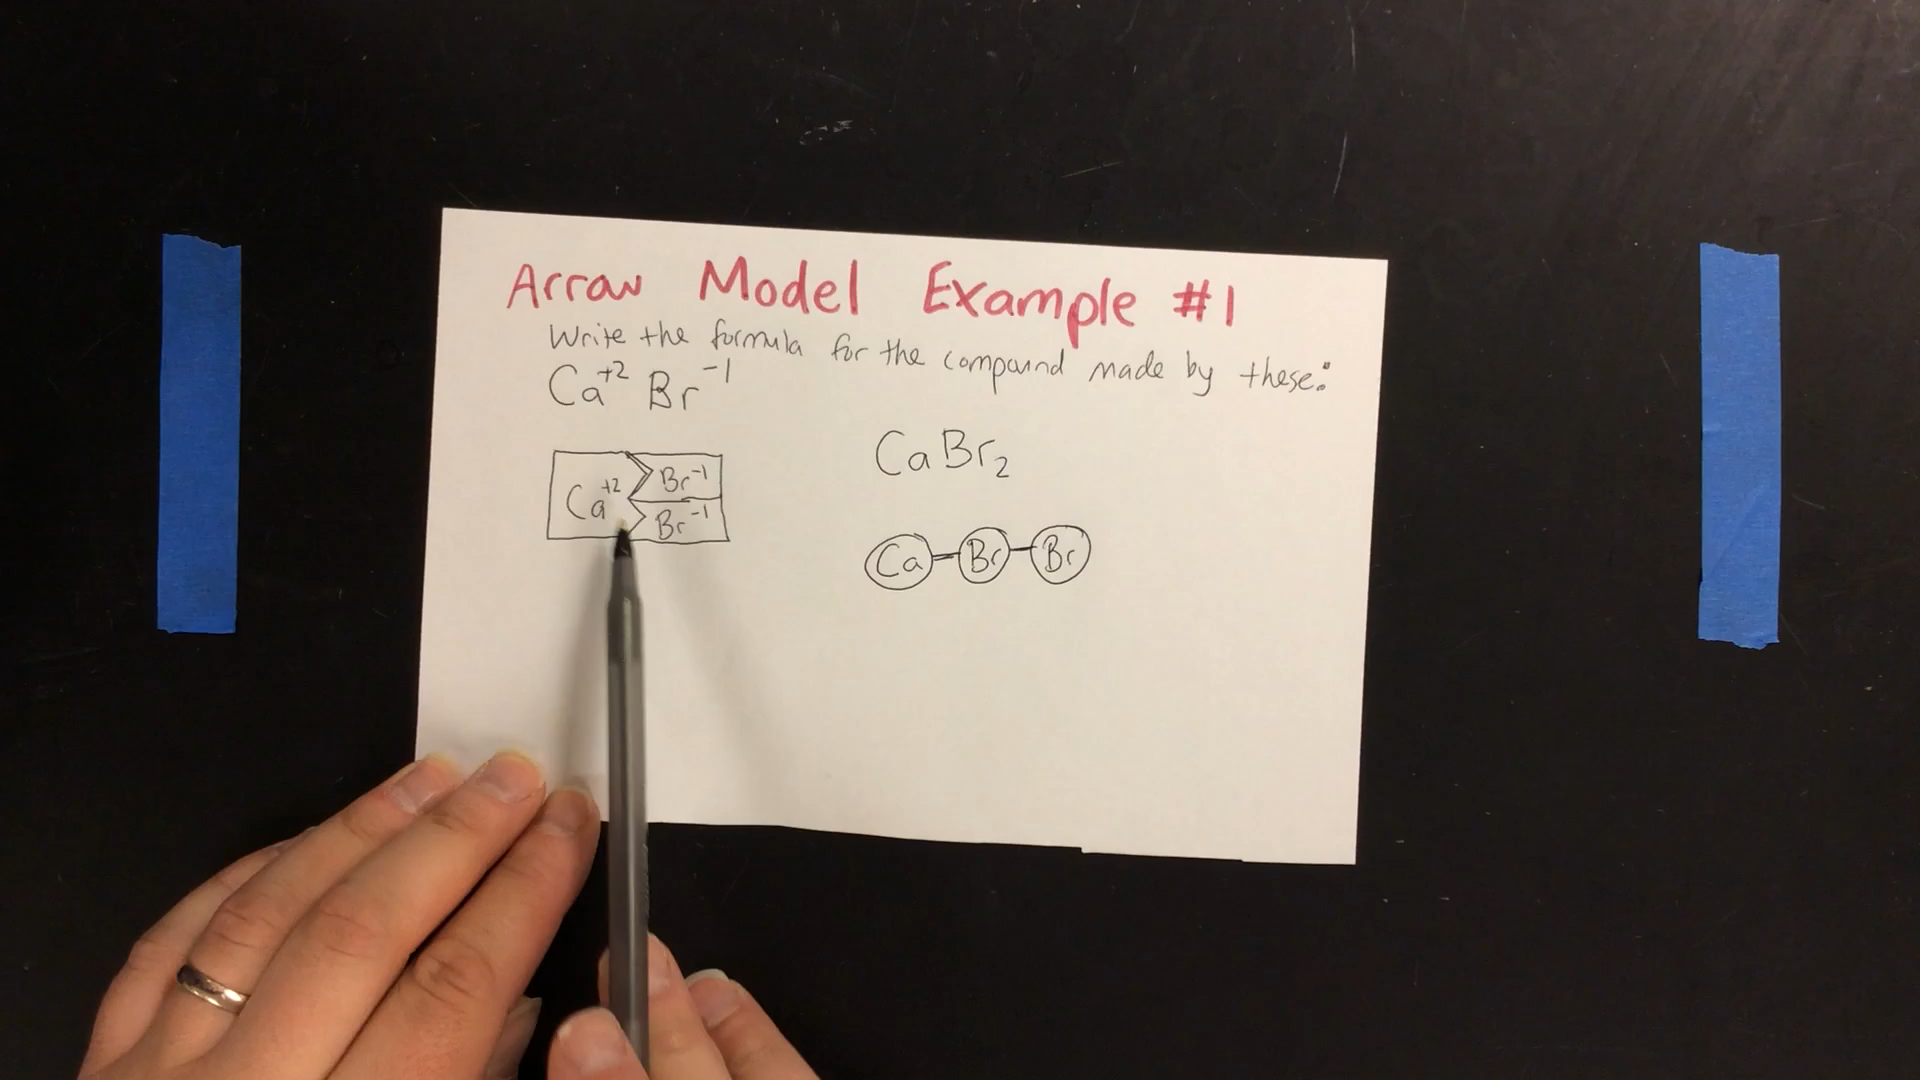 Arrow Model Example #1
Write the formula for the compound made by these:
Ca+2 Br-1
Ca+2
Br-1
Br-1
CaBr2
Ca Br Br